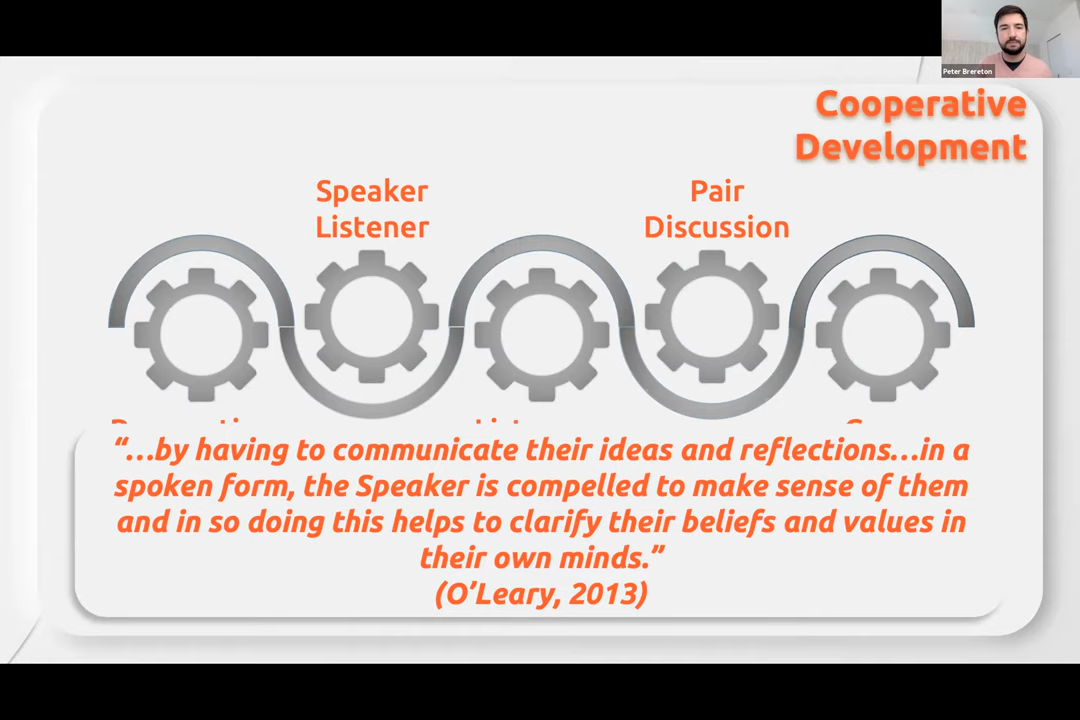 Peter Brereton
Cooperative
Development
Speaker
Listener
Pair
Discussion
“...by having to communicate their ideas and reflections...in a
spoken form, the Speaker is compelled to make sense of them
and in so doing this helps to clarify their beliefs and values in
their own minds.”
(O’Leary, 2013)